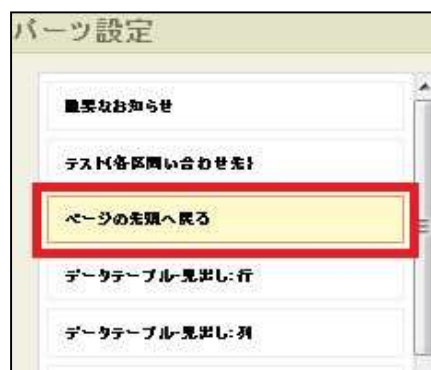 パーツ設定
重要なお知らせ
テスト{各区問い合わせ先}
ページの先頭へ戻る
データテーブル-見出し:行
データテーブル-見出し:列